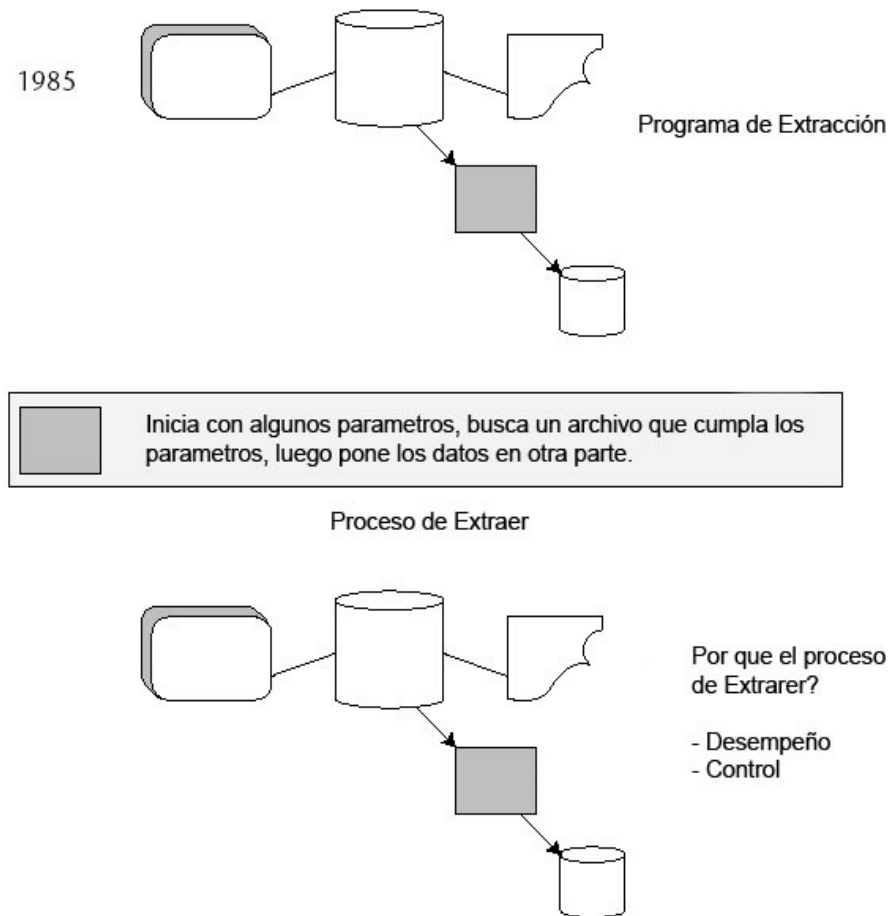 1985
Programa de Extracción
Inicia con algunos parametros, busca un archivo que cumpla los
parametros, luego pone los datos en otra parte.
Proceso de Extraer
Por que el proceso
de Extrarer?
- Desempeño
- Control